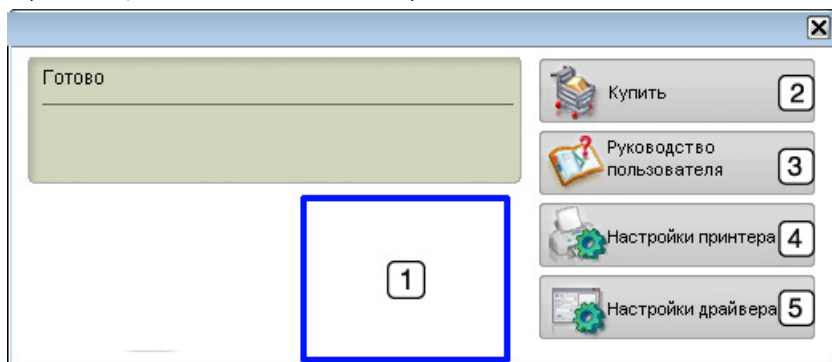 Готово
Купить
2
Руководство
пользователя
3
Настройки принтера
4
Настройки драйвера
5
1